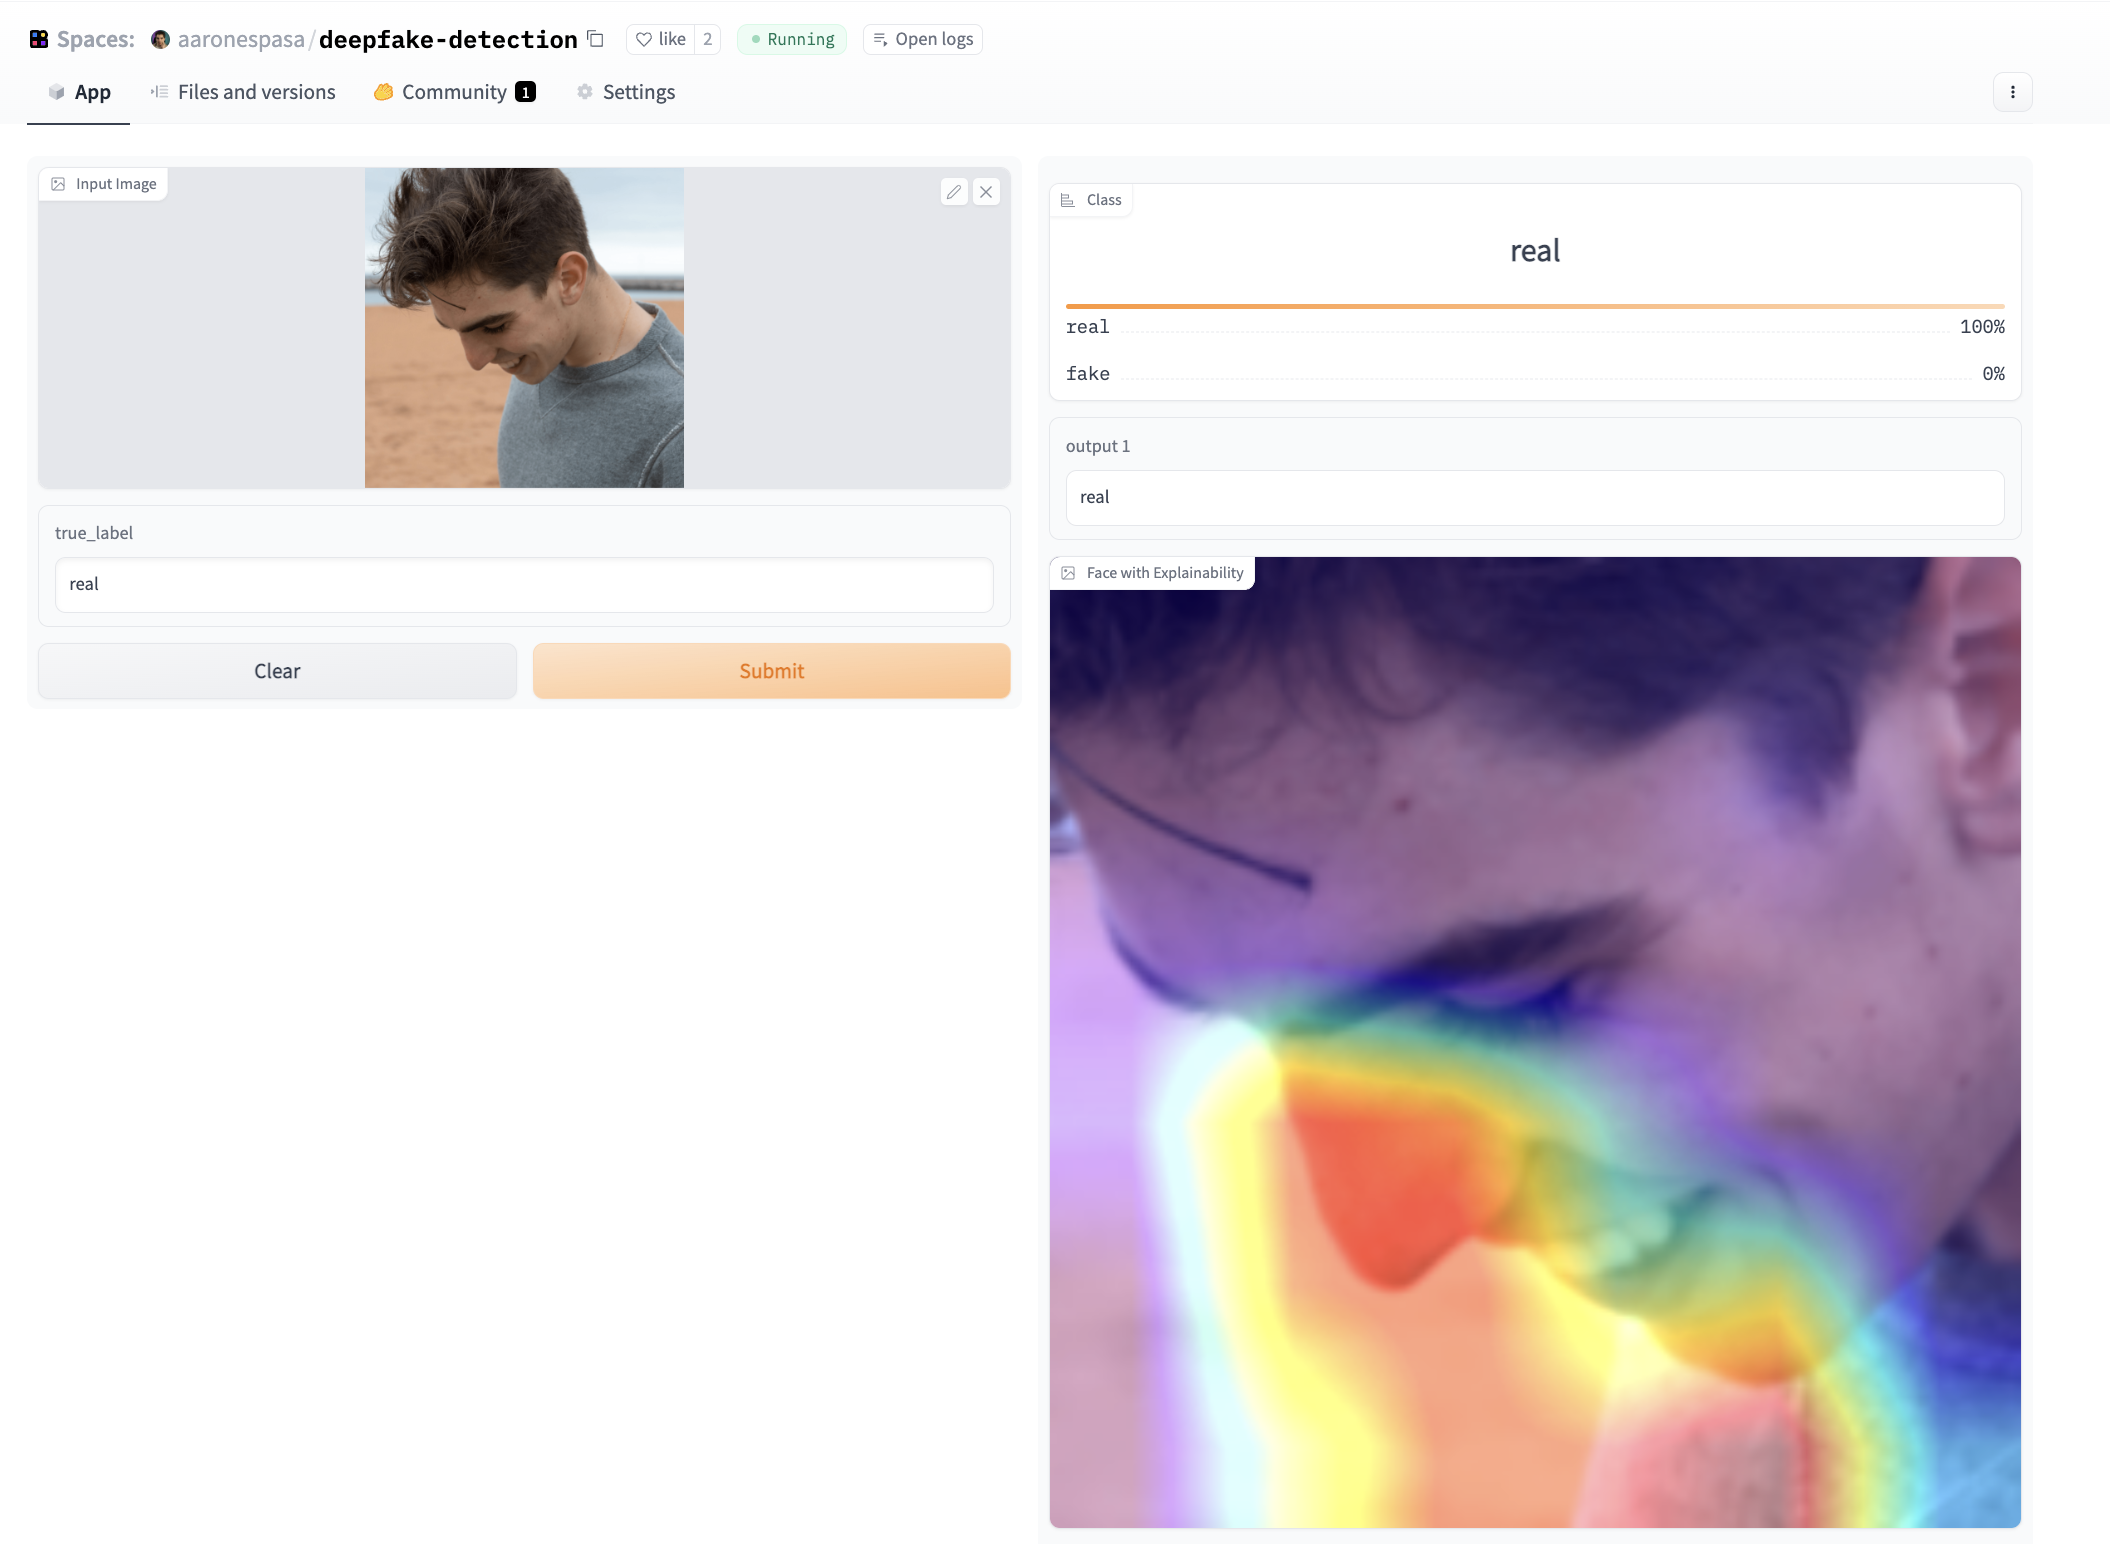 Spaces: aaronespasa/deepfake-detection like 2 Running Open logs
App Files and versions Community 1 Settings
Input Image
true_label
real
Clear Submit
Class
real
real 100%
fake 0%
output 1
real
Face with Explainability